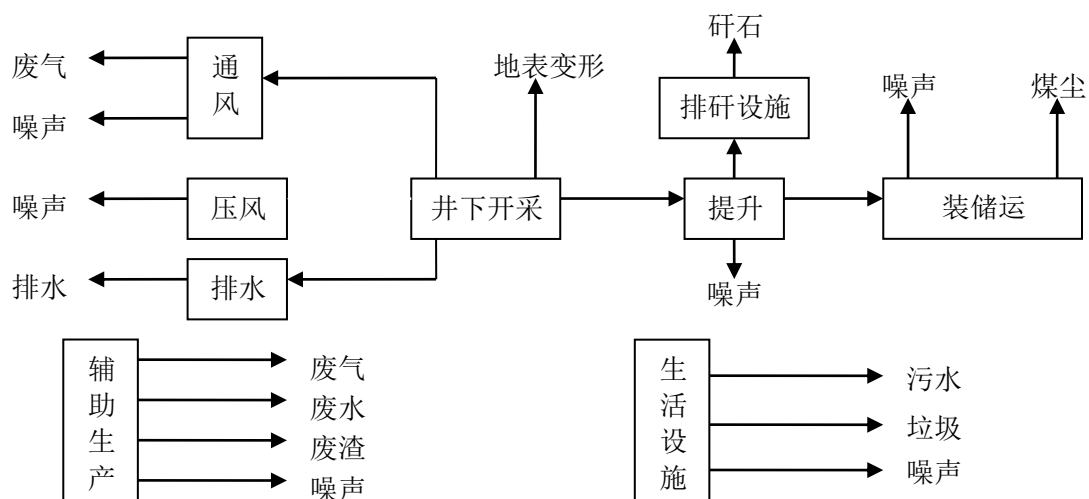 矸石
废气
通风
地表变形
排矸设施
噪声
煤尘
噪声
噪声
压风
井下开采
提升
装储运
排水
排水
噪声
辅助生产
废气
废水
废渣
噪声
生活设施
污水
垃圾
噪声